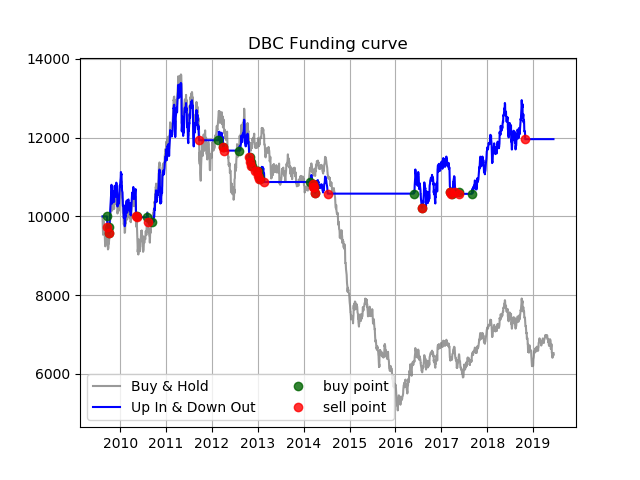 DBC Funding curve
14000
12000
10000
8000
6000
Buy & Hold
Up In & Down Out
buy point
sell point
2010 2011 2012 2013 2014 2015 2016 2017 2018 2019